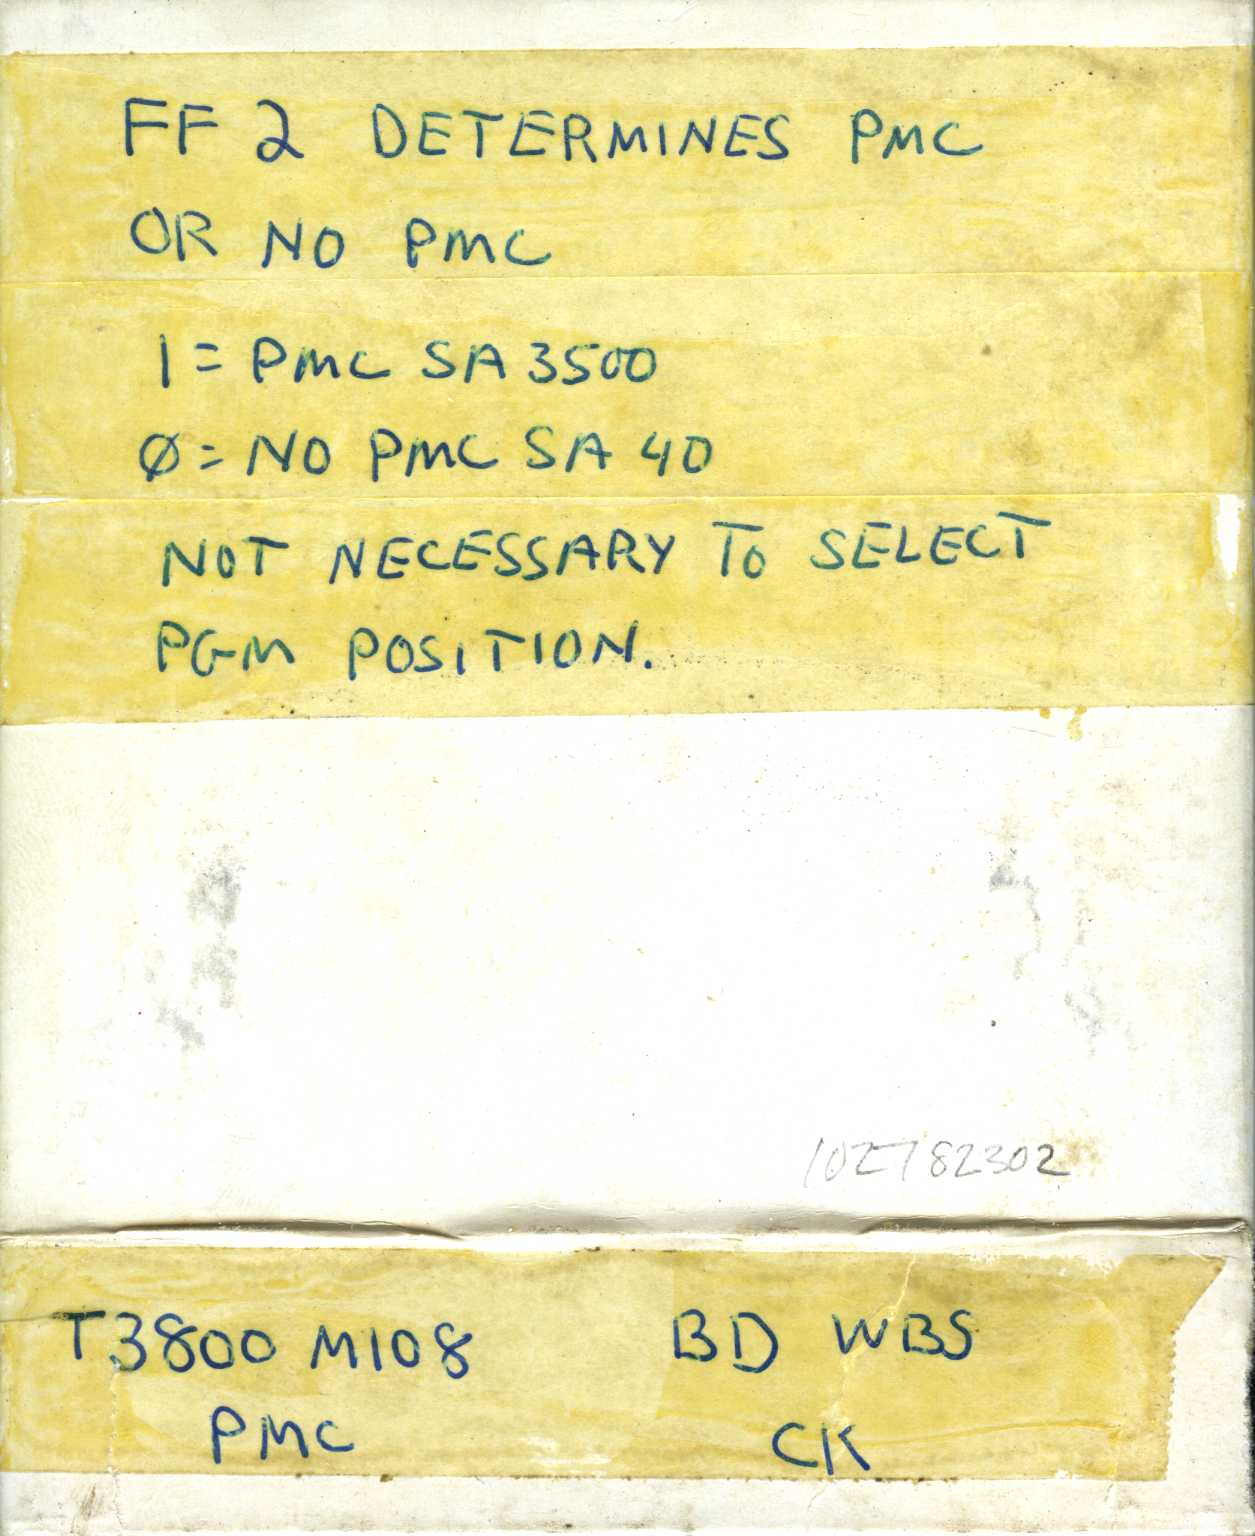 FF 2 DETERMINES PMC
OR NO PMC
1 = PMC SA 3500
Ø = NO PMC SA 40
NOT NECESSARY TO SELECT
PGM POSITION.
102782302
T3800 M108 BD WBS
PMC CK